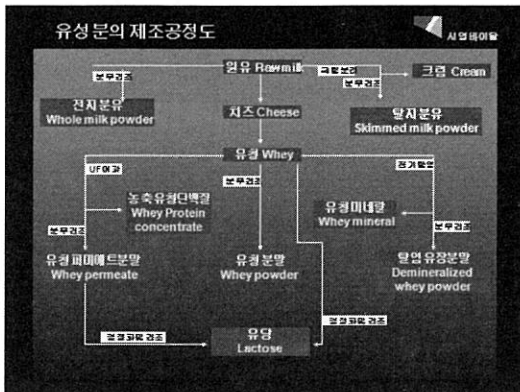 유성분의 제조공정도
시업바이탈
원유 Rawmilk
분무건조
크림분리
크림 Cream
분무건조
전지분유
Whole milk powder
탈지분유
Skimmed milk powder
치즈 Cheese
유청 Whey
UF여과
분무건조
전기탈염
농축유청단백질
Whey Protein
concentrate
유청미네랄
Whey mineral
분무건조
분무건조
유청퍼미에트분말
Whey permeate
유청분말
Whey powder
탈염유장분말
Demineralized
whey powder
결정화및건조
결정화및건조
유당
Lactose